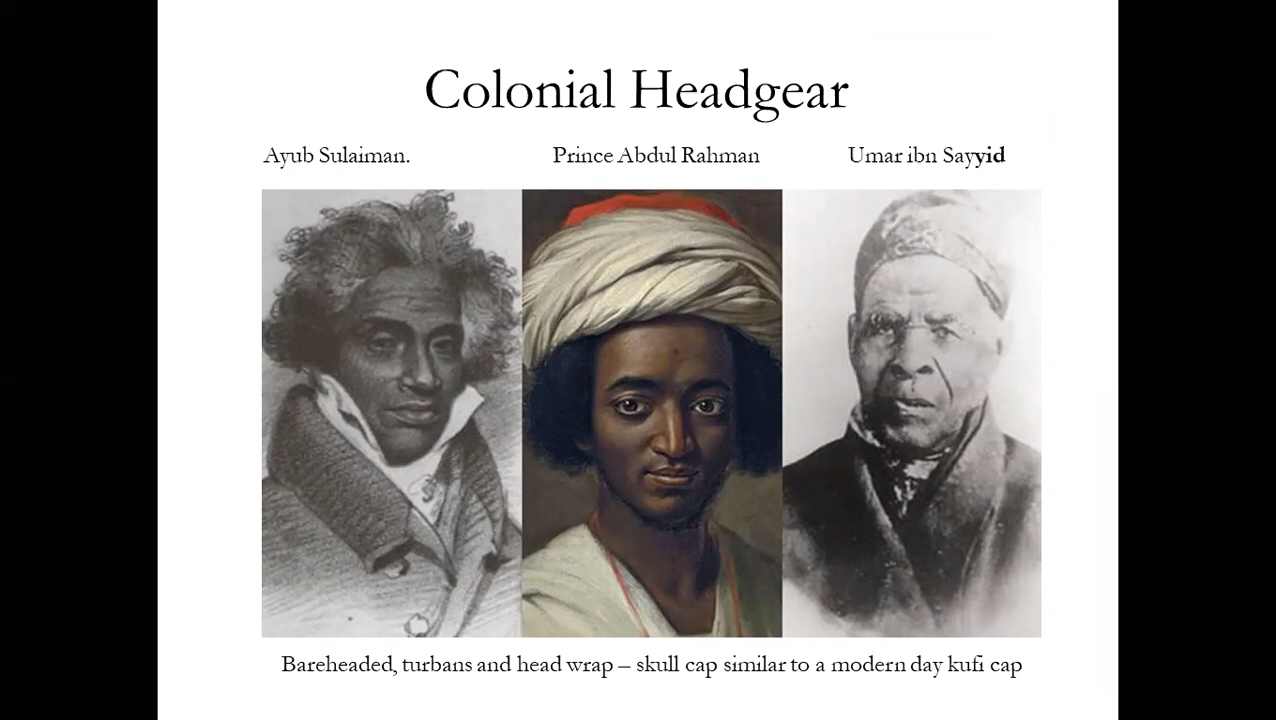 Colonial Headgear
Ayub Sulaiman.
Prince Abdul Rahman
Umar ibn Sayyid
Bareheaded, turbans and head wrap – skull cap similar to a modern day kufi cap